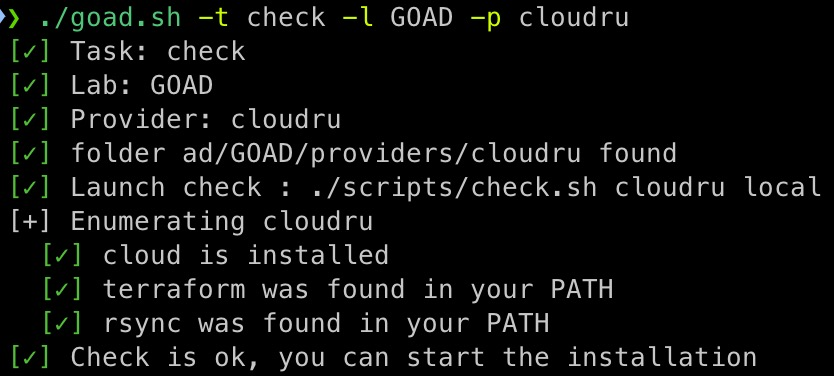 ❯ ./goad.sh -t check -l GOAD -p cloudru
[✓] Task: check
[✓] Lab: GOAD
[✓] Provider: cloudru
[✓] folder ad/GOAD/providers/cloudru found
[✓] Launch check : ./scripts/check.sh cloudru local
[+] Enumerating cloudru
[✓] cloud is installed
[✓] terraform was found in your PATH
[✓] rsync was found in your PATH
[✓] Check is ok, you can start the installation